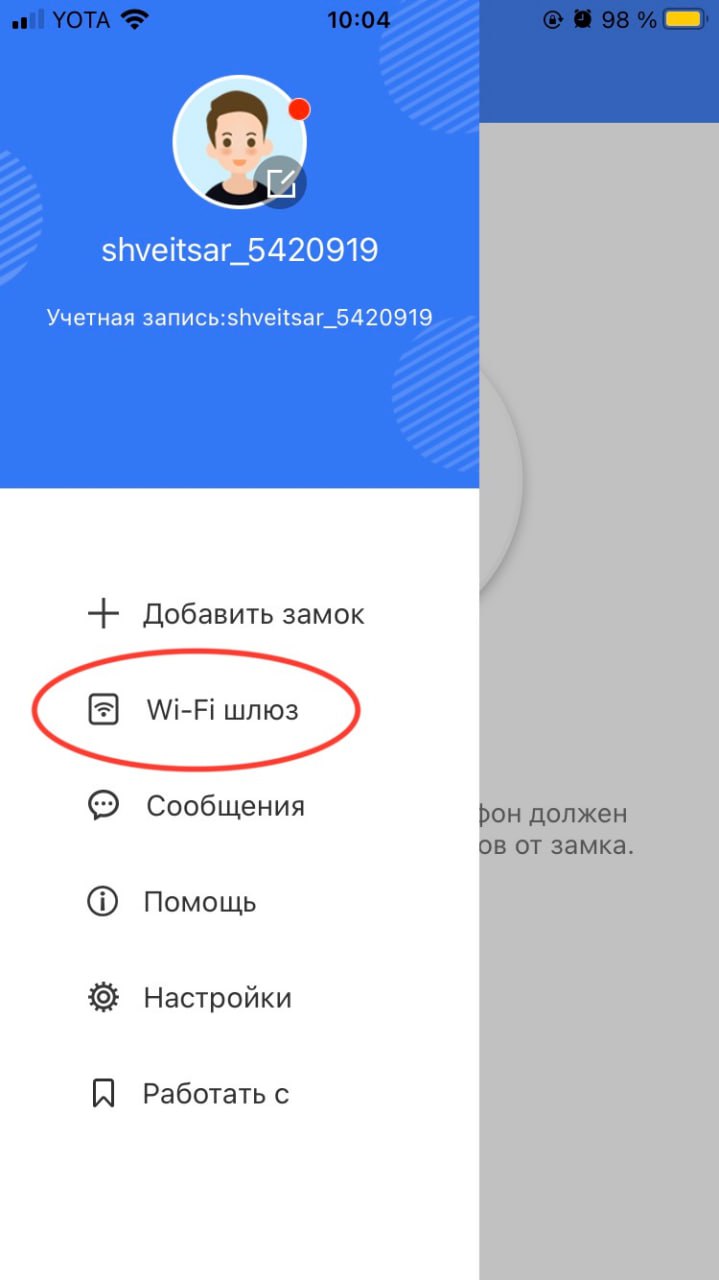 YOTA 10:04 98 %
shveitsar_5420919
Учетная запись:shveitsar_5420919
Добавить замок
Wi-Fi шлюз
Сообщения
фон должен
ов от замка.
Помощь
Настройки
Работать с